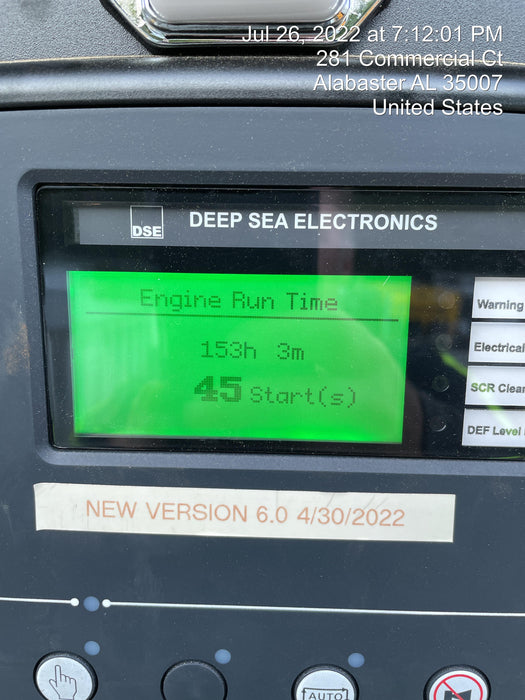 Jul 26, 2022 at 7:12:01 PM
281 Commercial Ct
Alabaster AL 35007
United States
DSE DEEP SEA ELECTRONICS
Engine Run Time
153h 3m
45 Start(s)
Warning
Electrical
SCR Clea
DEF Level
NEW VERSION 6.0 4/30/2022
AUTO